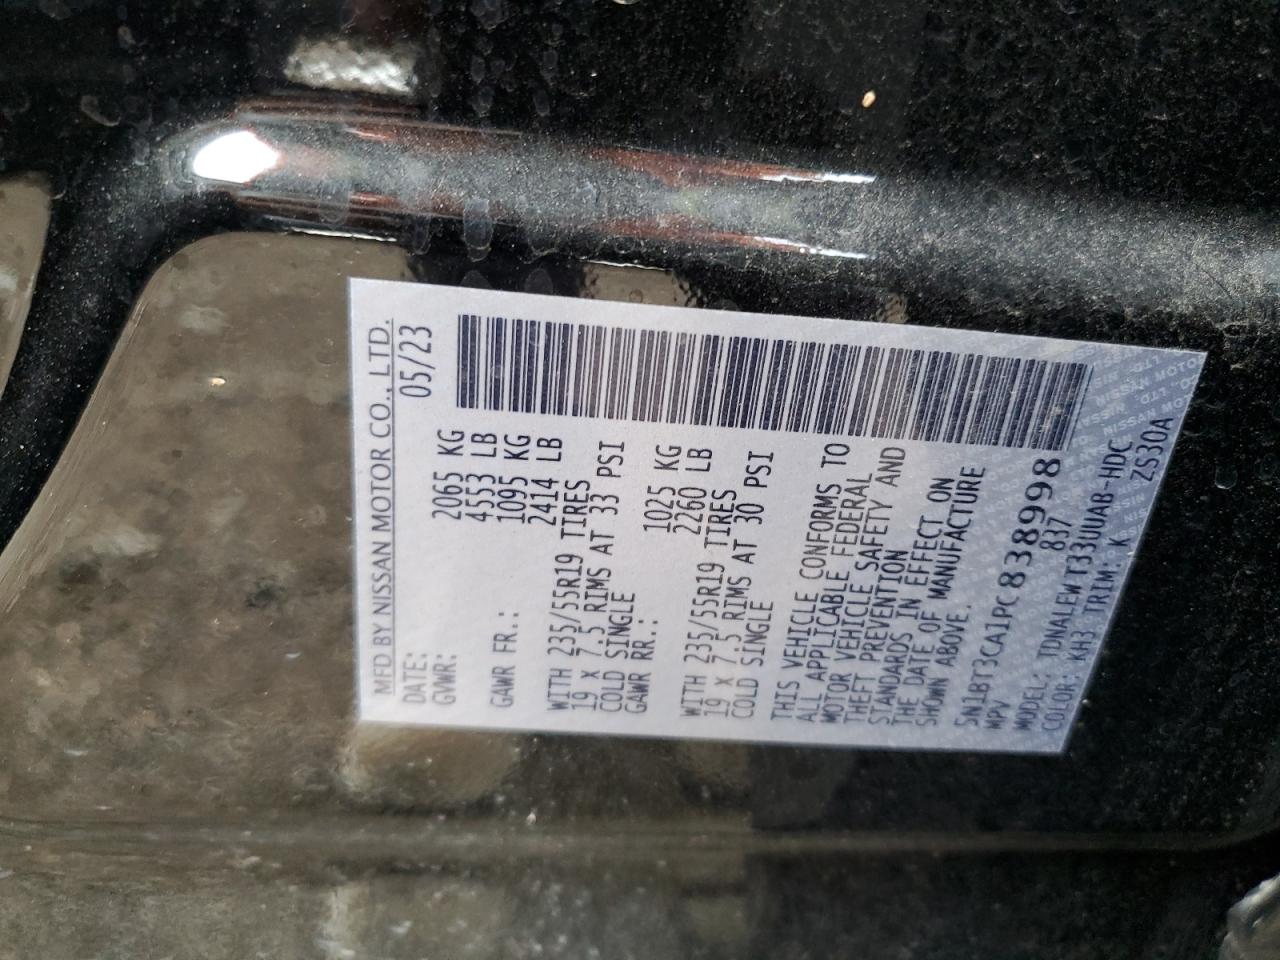 MFD BY NISSAN MOTOR CO., LTD.
DATE: 05/23
GVWR: 2065 KG
4553 LB
GAWR FR.: 1095 KG
2414 LB
WITH 235/55R19 TIRES
19 X 7.5 RIMS AT 33 PSI
COLD SINGLE
GAWR RR.: 1025 KG
2260 LB
WITH 235/55R19 TIRES
19 X 7.5 RIMS AT 30 PSI
COLD SINGLE
THIS VEHICLE CONFORMS TO
ALL APPLICABLE FEDERAL
MOTOR VEHICLE SAFETY AND
THEFT PREVENTION
STANDARDS IN EFFECT ON
THE DATE OF MANUFACTURE
SHOWN ABOVE.
5N1BT3CA1PC838998
MPV 837
MODEL: TDNALEWT33UUAB-HDC
COLOR: KH3 TRIM: K ZS30A